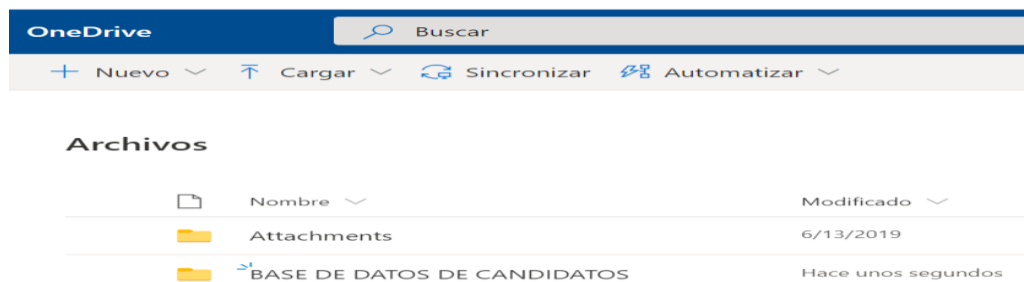 OneDrive Buscar
Nuevo Cargar Sincronizar Automatizar
Archivos
Nombre Modificado
Attachments 6/13/2019
BASE DE DATOS DE CANDIDATOS Hace unos segundos